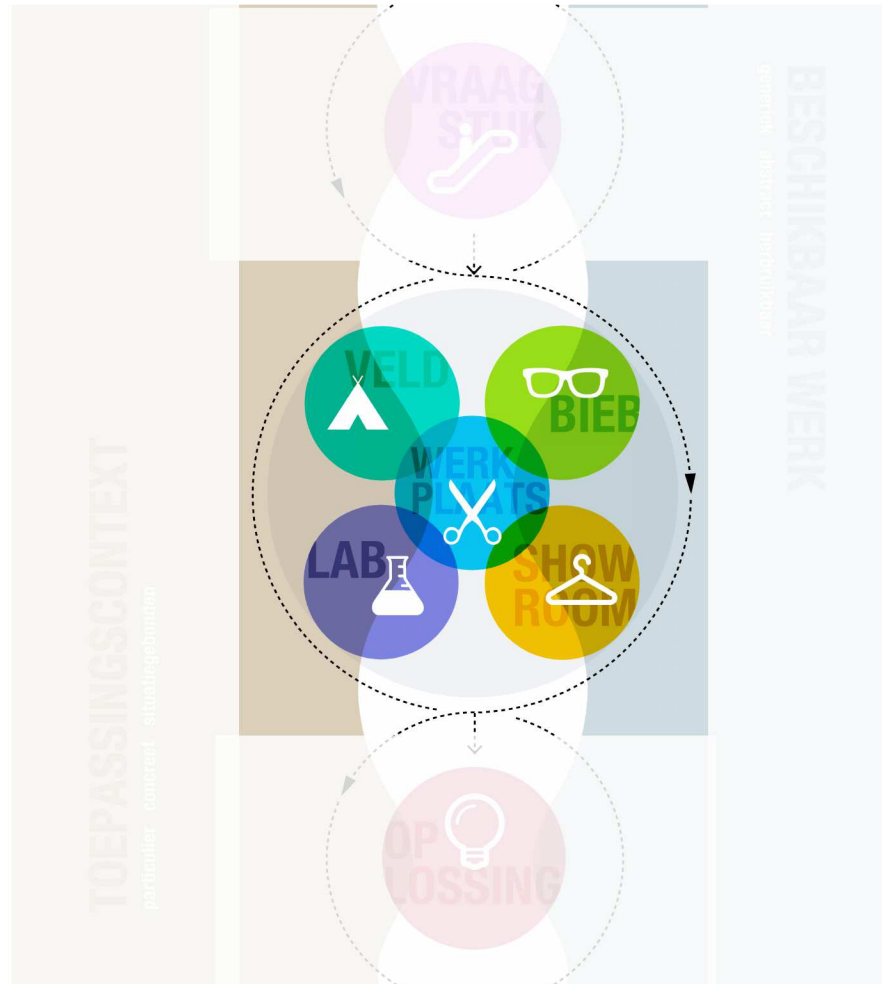 VRAAG
STUK
BESCHIKBAAR WERK
generiek abstract herbruikbaar
VELD
BIEB
WERK
PLAATS
LAB
SHOW
ROOM
TOEPASSINGSCONTEXT
particulier concreet situatiegebonden
OP
LOSSING